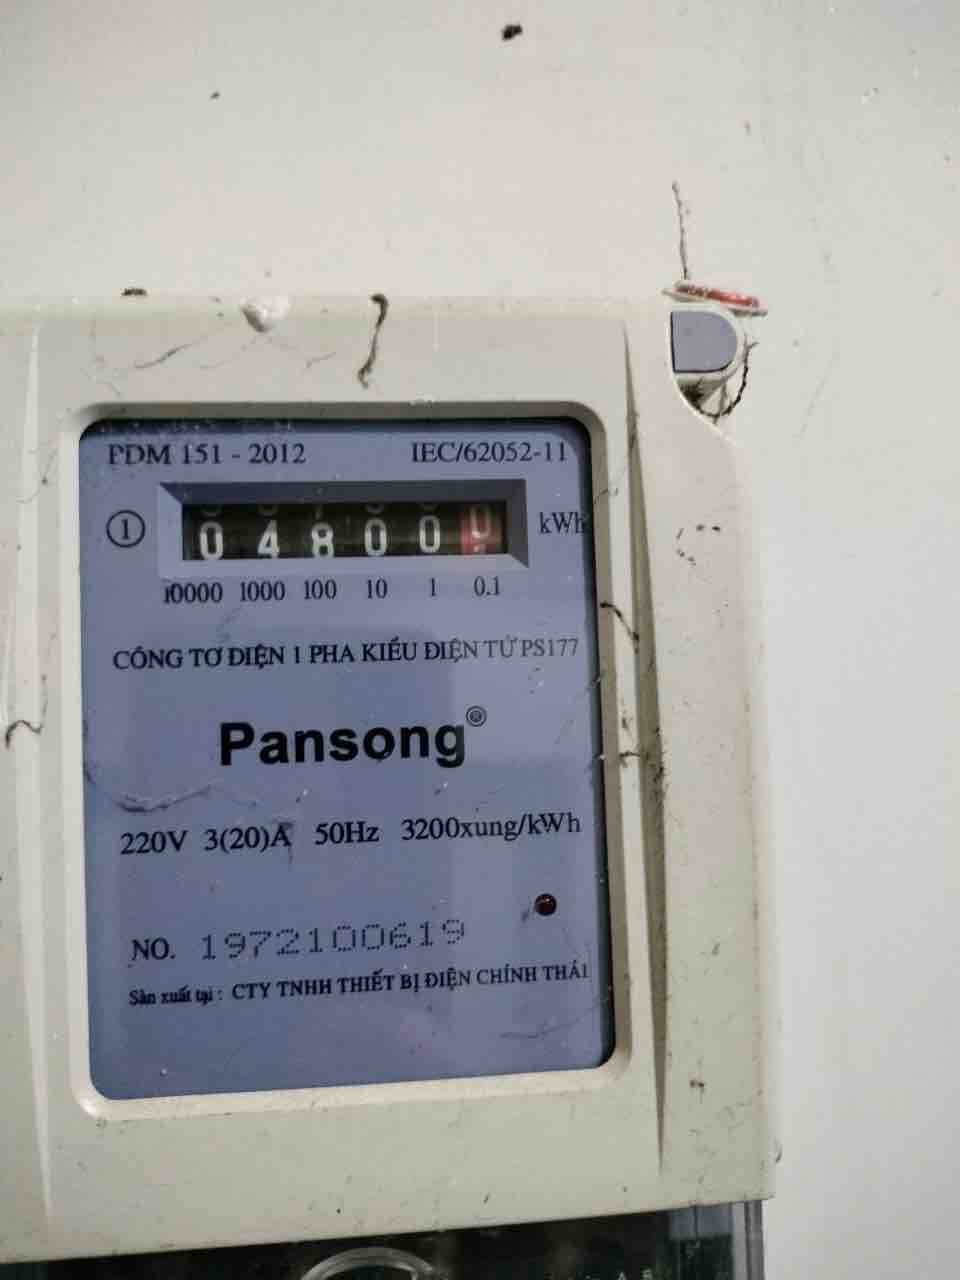 PDM 151 - 2012 IEC/62052-11
1 04800 kWh
10000 1000 100 10 1 0.1
CÔNG TƠ ĐIỆN 1 PHA KIỂU ĐIỆN TỬ PS177
Pansong®
220V 3(20)A 50Hz 3200xung/kWh
NO. 1972100619
Sản xuất tại : CTY TNHH THIẾT BỊ ĐIỆN CHÍNH THÁI